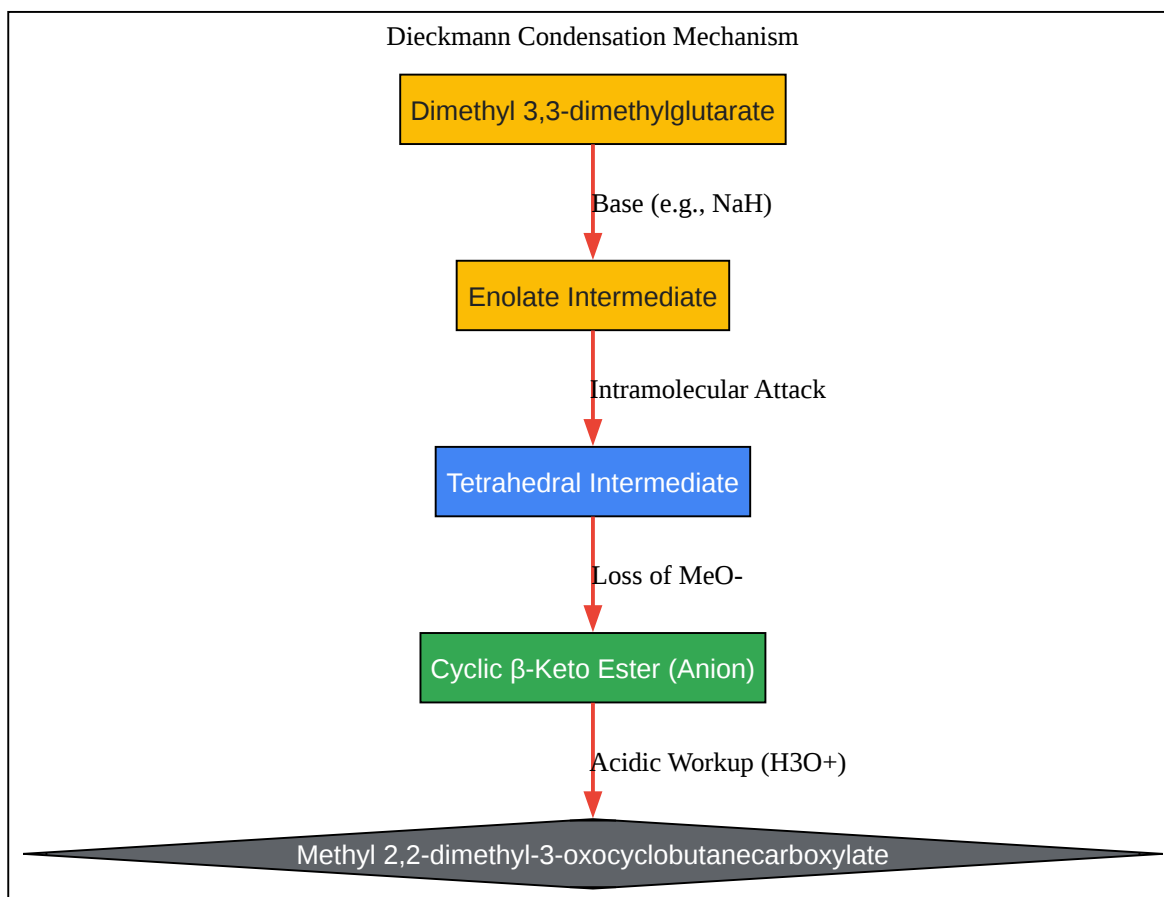 Dieckmann Condensation Mechanism
Dimethyl 3,3-dimethylglutarate
Base (e.g., NaH)
Enolate Intermediate
Intramolecular Attack
Tetrahedral Intermediate
Loss of MeO-
Cyclic β-Keto Ester (Anion)
Acidic Workup (H3O+)
Methyl 2,2-dimethyl-3-oxocyclobutanecarboxylate